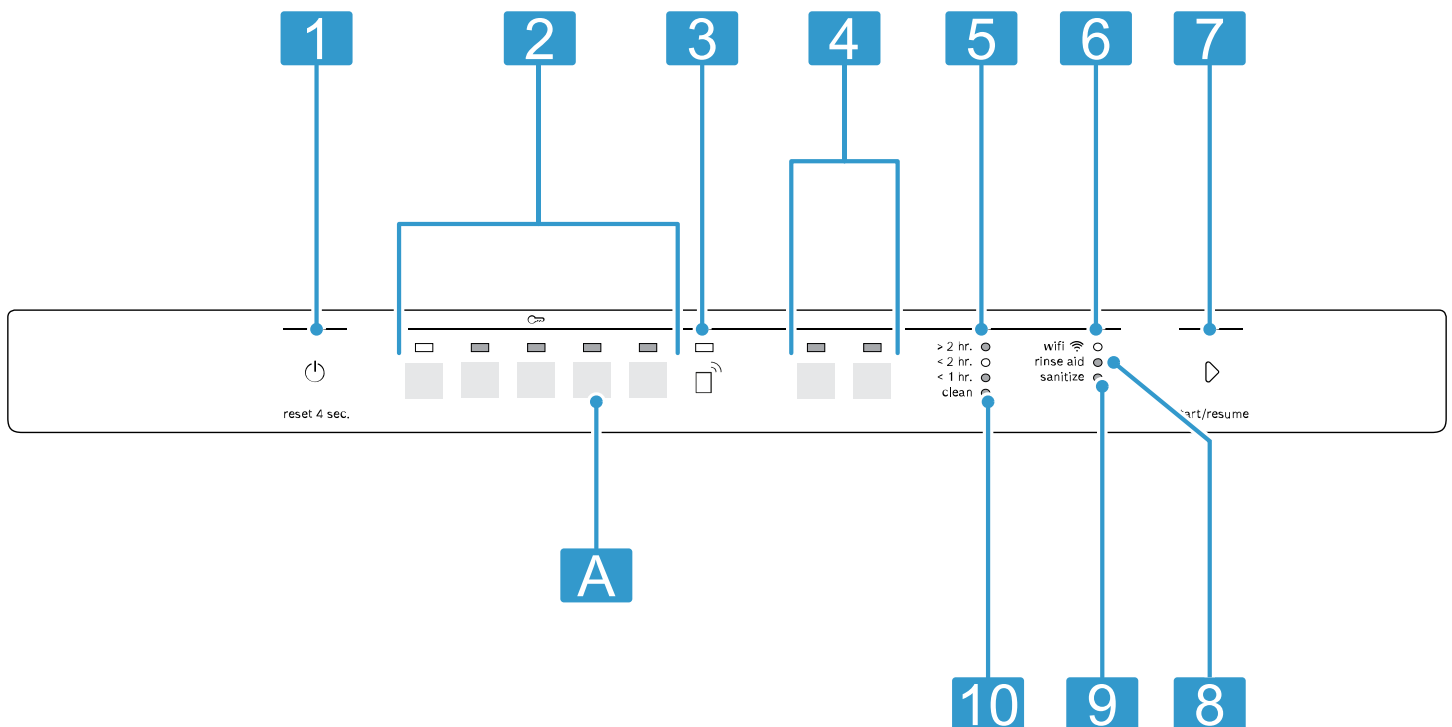 1 2 3 4 5 6 7
> 2 hr. wifi
< 2 hr. rinse aid
< 1 hr. sanitize
clean
reset 4 sec. art/resume
A
10 9 8